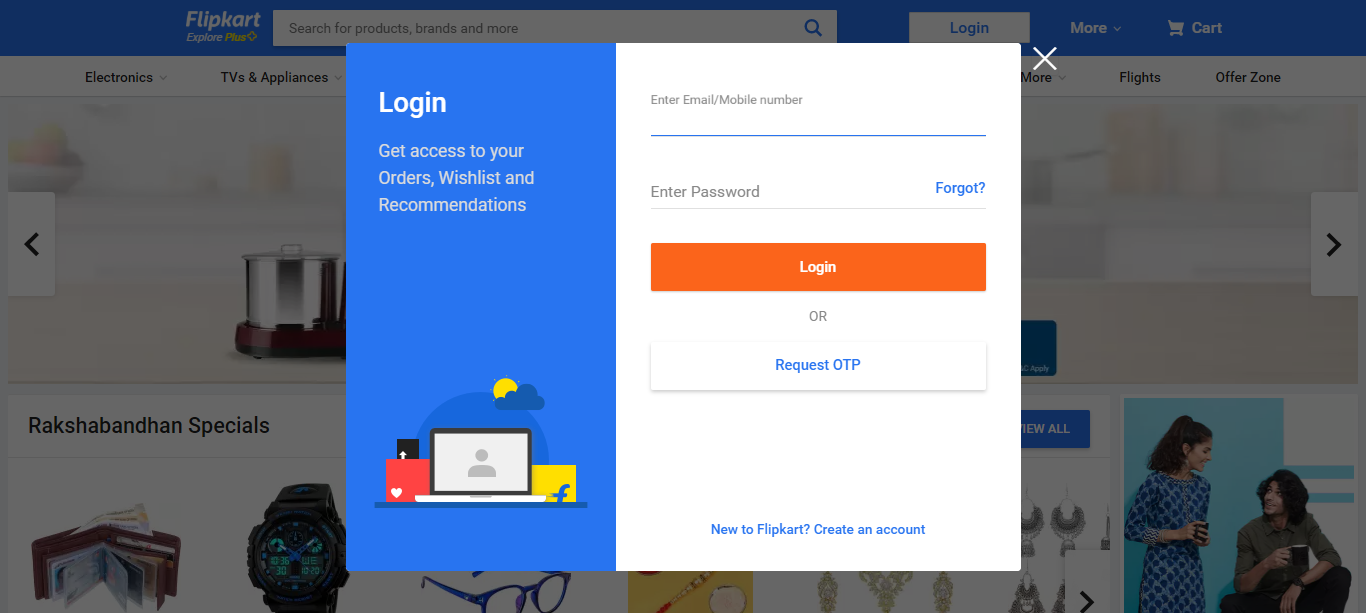 Flipkart
Explore Plus
Search for products, brands and more
Login
More
Cart
Electronics
TVs & Appliances
More
Flights
Offer Zone
Login
Get access to your
Orders, Wishlist and
Recommendations
Enter Email/Mobile number
Enter Password
Forgot?
Login
OR
Request OTP
New to Flipkart? Create an account
Apply
Rakshabandhan Specials
VIEW ALL